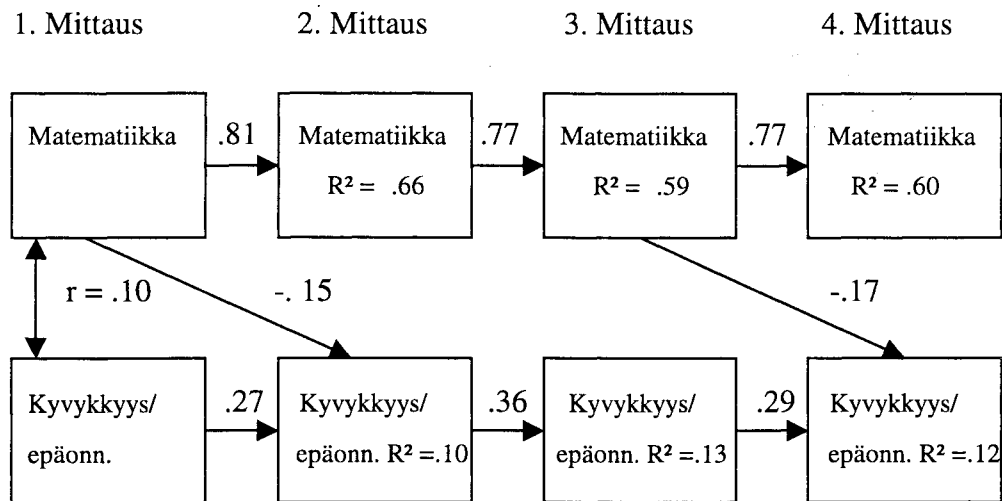 1. Mittaus 2. Mittaus 3. Mittaus 4. Mittaus
Matematiikka .81 Matematiikka .77 Matematiikka .77 Matematiikka
R² = .66 R² = .59 R² = .60
r = .10 -. 15 -.17
Kyvykkyys/ .27 Kyvykkyys/ .36 Kyvykkyys/ .29 Kyvykkyys/
epäonn. epäonn. R² =.10 epäonn. R² =.13 epäonn. R² =.12